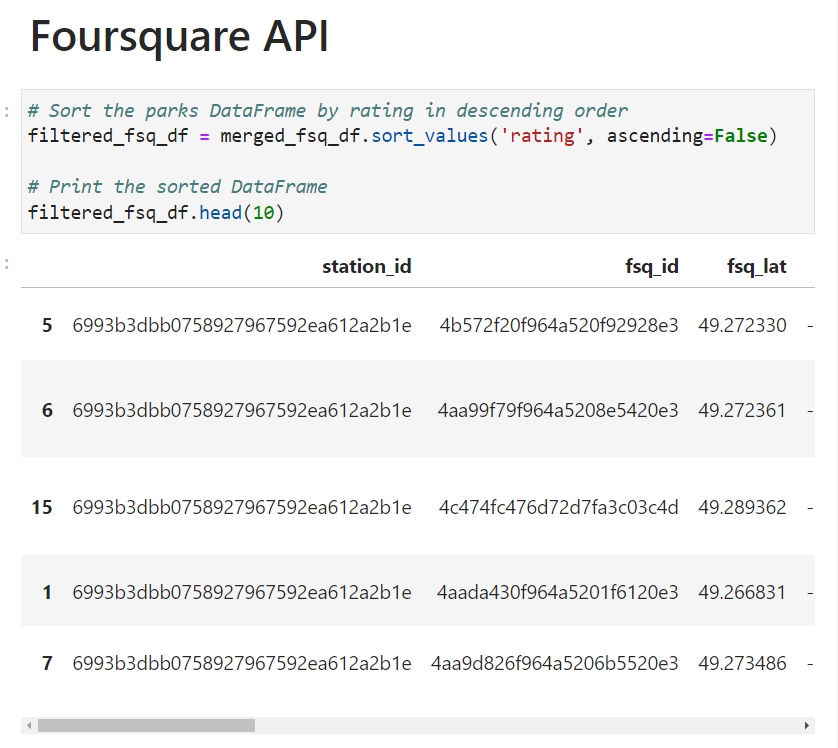 Foursquare API
# Sort the parks DataFrame by rating in descending order
filtered_fsq_df = merged_fsq_df.sort_values('rating', ascending=False)
# Print the sorted DataFrame
filtered_fsq_df.head(10)
station_id fsq_id fsq_lat
5 6993b3dbb0758927967592ea612a2b1e 4b572f20f964a520f92928e3 49.272330 -
6 6993b3dbb0758927967592ea612a2b1e 4aa99f79f964a5208e5420e3 49.272361 -
15 6993b3dbb0758927967592ea612a2b1e 4c474fc476d72d7fa3c03c4d 49.289362 -
1 6993b3dbb0758927967592ea612a2b1e 4aada430f964a5201f6120e3 49.266831 -
7 6993b3dbb0758927967592ea612a2b1e 4aa9d826f964a5206b5520e3 49.273486 -